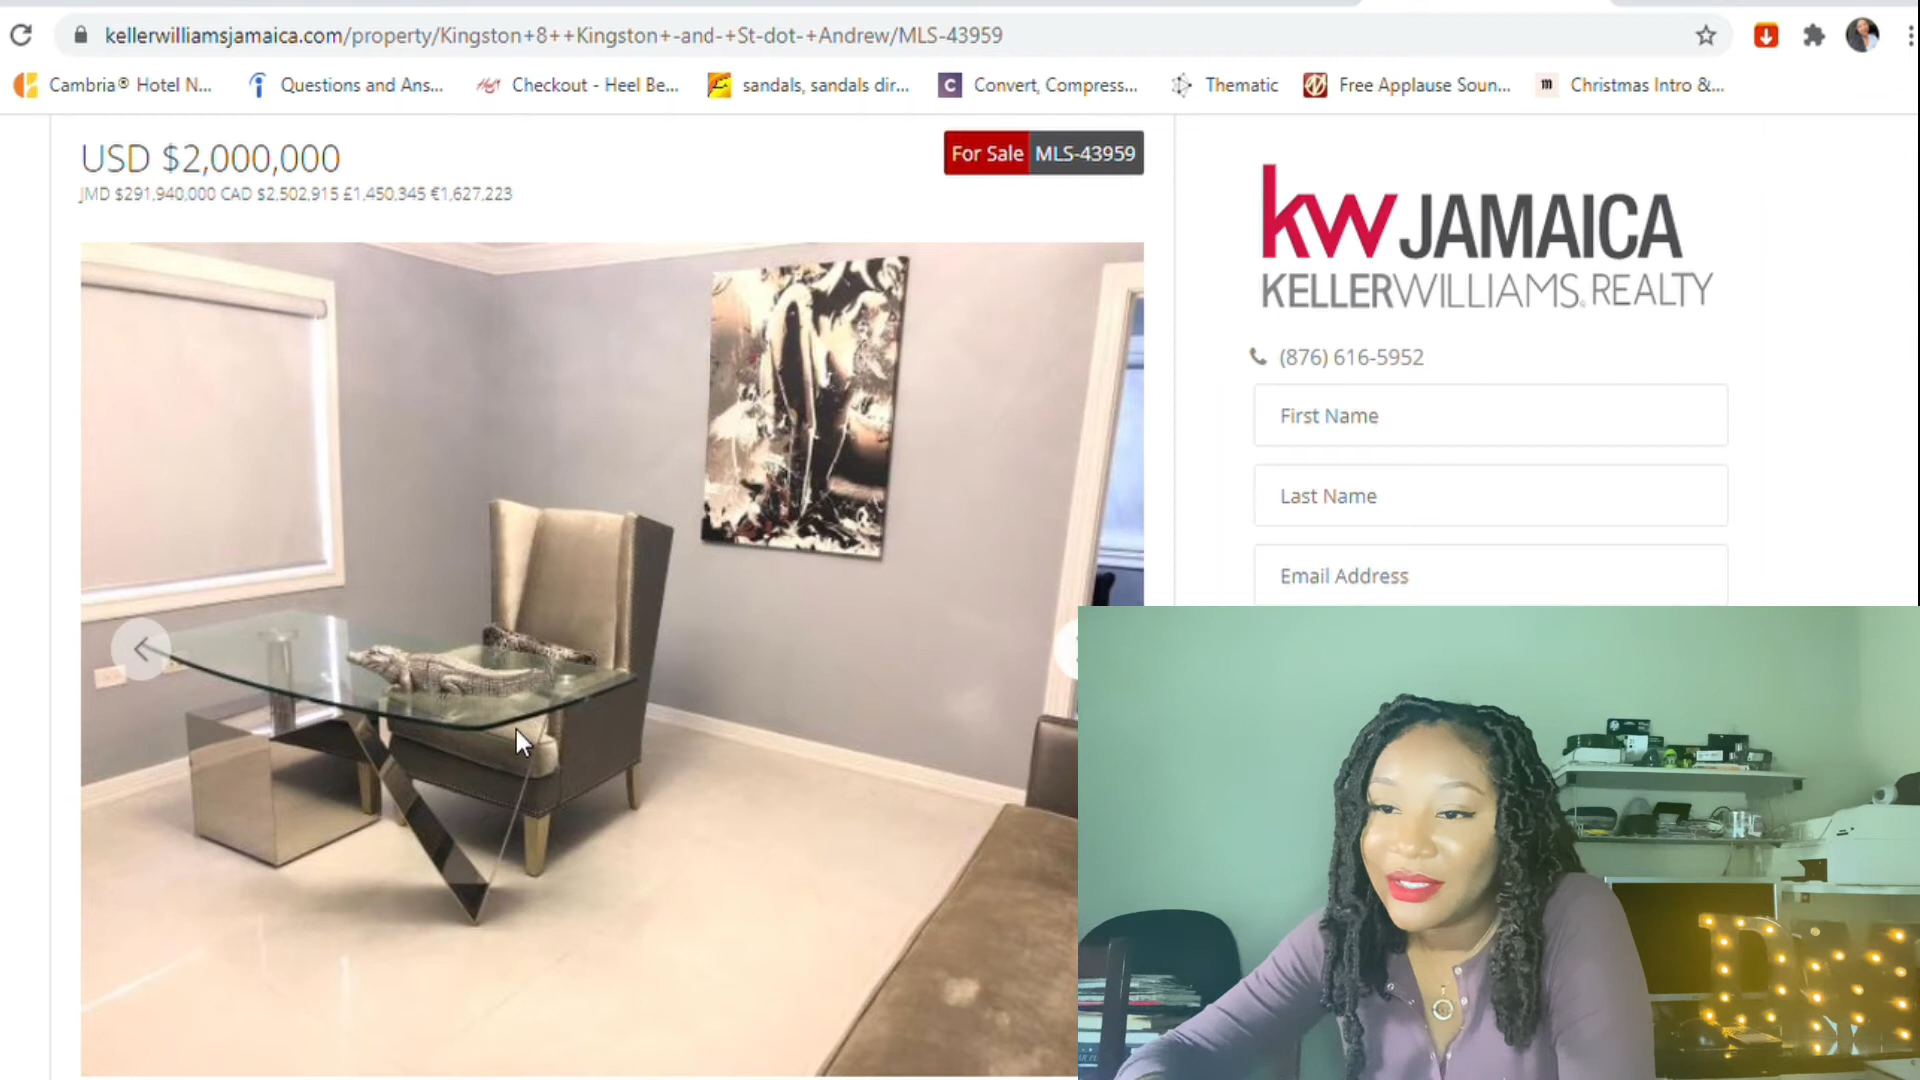 kellerwilliamsjamaica.com/property/Kingston+8++Kingston+-and-+St-dot-+Andrew/MLS-43959
Cambria® Hotel N... Questions and Ans... Checkout - Heel Be... sandals, sandals dir... C Convert, Compress... Thematic Free Applause Soun... m Christmas Intro &...
USD $2,000,000
For Sale MLS-43959
JMD $291,940,000 CAD $2,502,915 £1,450,345 €1,627,223
kw JAMAICA
KELLERWILLIAMS. REALTY
(876) 616-5952
First Name
Last Name
Email Address